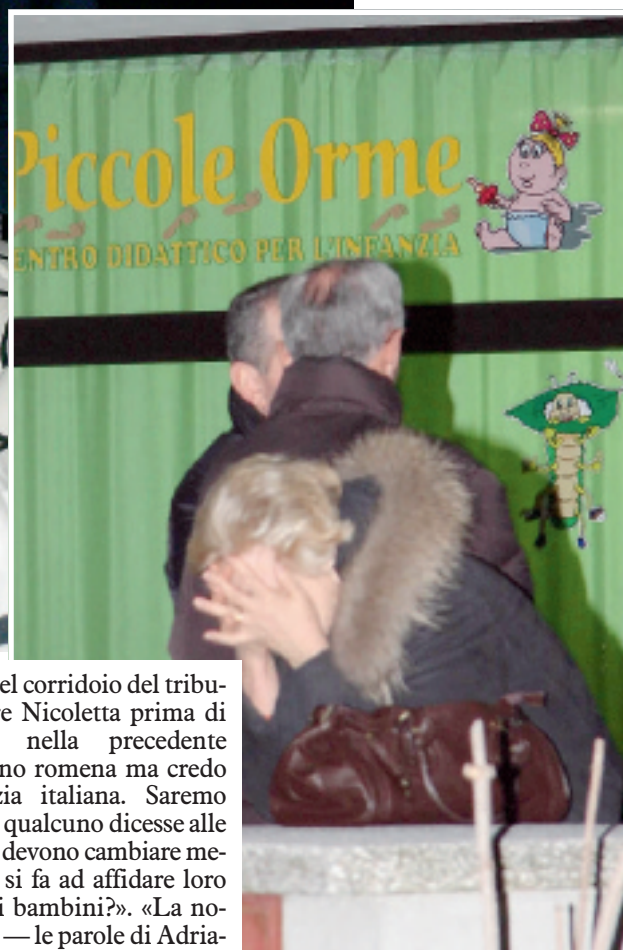 Piccole Orme
ENTRO DIDATTICO PER L'INFANZIA
el corridoio del tribu-
e Nicoletta prima di
nella precedente
no romena ma credo
zia italiana. Saremo
qualcuno dicesse alle
devono cambiare me-
si fa ad affidare loro
i bambini?». «La no-
— le parole di Adria-